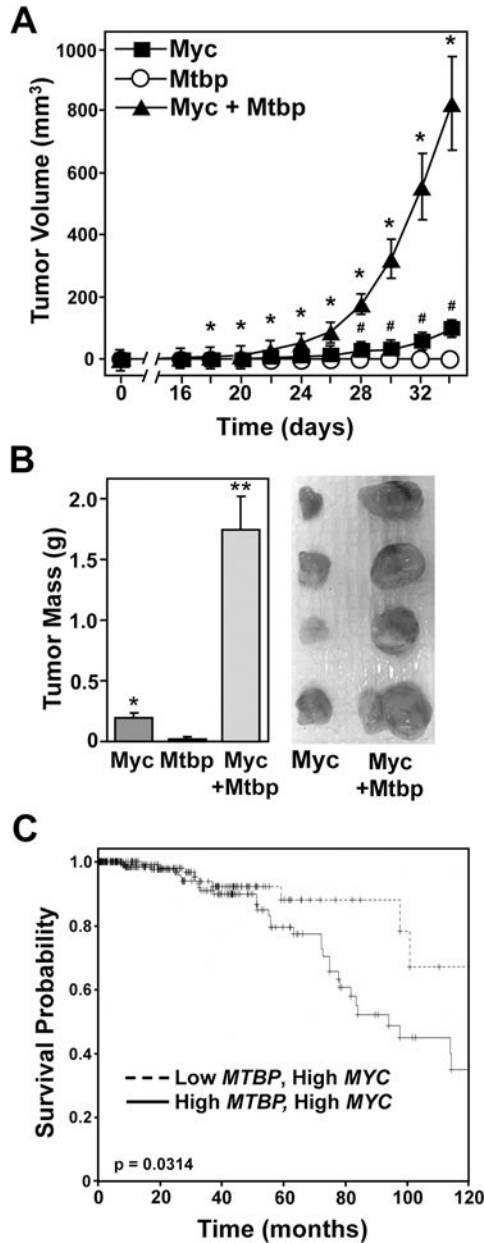 A
Tumor Volume (mm³)
1000
800
600
400
200
0
Myc
Mtbp
Myc + Mtbp
* * * * * * * * *
# # # #
0 16 20 24 28 32
Time (days)
B
Tumor Mass (g)
2.0
1.5
1.0
0.5
0
*
**
Myc Mtbp Myc
+Mtbp
Myc Myc
+Mtbp
C
Survival Probability
1.0
0.8
0.6
0.4
0.2
0
Low MTBP, High MYC
High MTBP, High MYC
p = 0.0314
0 20 40 60 80 100 120
Time (months)